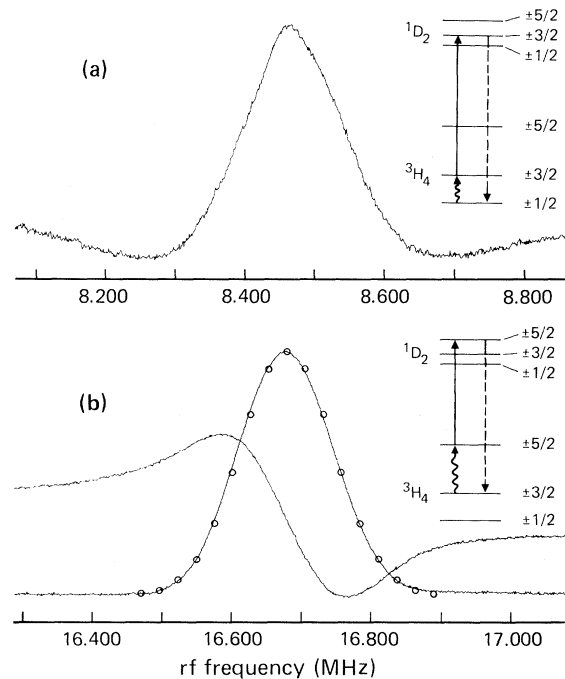 (a)
¹D₂
±5/2
±3/2
±1/2
±5/2
³H₄
±3/2
±1/2
8.200 8.400 8.600 8.800
(b)
¹D₂
±5/2
±3/2
±1/2
±5/2
³H₄
±3/2
±1/2
16.400 16.600 16.800 17.000
rf frequency (MHz)